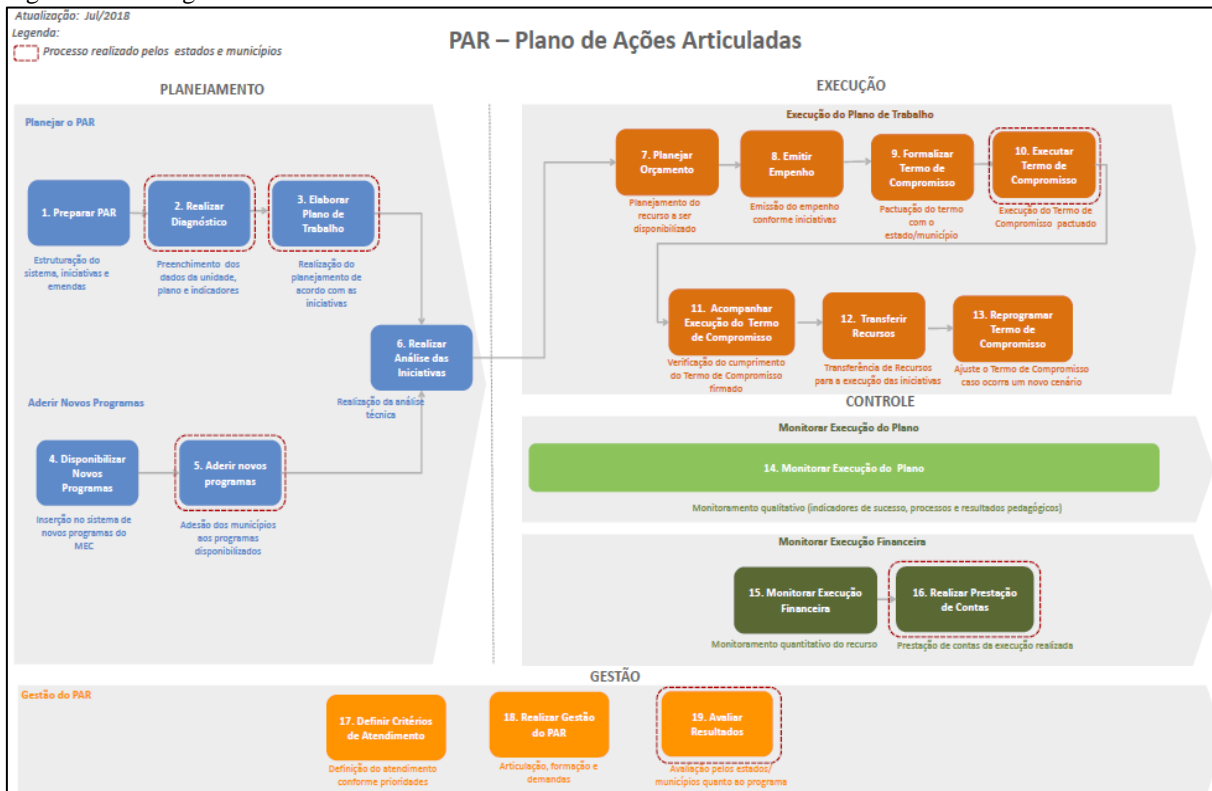 Atualização: Jul/2018
Legenda:
Processo realizado pelos estados e municípios
PAR – Plano de Ações Articuladas
PLANEJAMENTO
Planejar o PAR
1. Preparar PAR
Estruturação do
sistema, iniciativas e
emendas
2. Realizar
Diagnóstico
Preenchimento dos
dados da unidade,
plano e indicadores
3. Elaborar
Plano de
Trabalho
Realização do
planejamento de
acordo com as
iniciativas
6. Realizar
Análise das
Iniciativas
Realização da análise
técnica
Aderir Novos Programas
4. Disponibilizar
Novos
Programas
Inserção no sistema de
novos programas do
MEC
5. Aderir novos
programas
Adesão dos municípios
aos programas
disponibilizados
EXECUÇÃO
Execução do Plano de Trabalho
7. Planejar
Orçamento
Planejamento do
recurso a ser
disponibilizado
8. Emitir
Empenho
Emissão do empenho
conforme iniciativas
9. Formalizar
Termo de
Compromisso
Pactuação do termo
com o
estado/município
10. Executar
Termo de
Compromisso
Execução do Termo de
Compromisso pactuado
11. Acompanhar
Execução do Termo
de Compromisso
Verificação do cumprimento
do Termo de Compromisso
firmado
12. Transferir
Recursos
Transferência de Recursos
para a execução das iniciativas
13. Reprogramar
Termo de
Compromisso
Ajuste o Termo de Compromisso
caso ocorra um novo cenário
CONTROLE
Monitorar Execução do Plano
14. Monitorar Execução do Plano
Monitoramento qualitativo (indicadores de sucesso, processos e resultados pedagógicos)
Monitorar Execução Financeira
15. Monitorar Execução
Financeira
Monitoramento quantitativo do recurso
16. Realizar Prestação
de Contas
Prestação de contas da execução realizada
GESTÃO
Gestão do PAR
17. Definir Critérios
de Atendimento
Definição do atendimento
conforme prioridades
18. Realizar Gestão
do PAR
Articulação, formação e
demandas
19. Avaliar
Resultados
Avaliação pelos estados/
municípios quanto ao programa